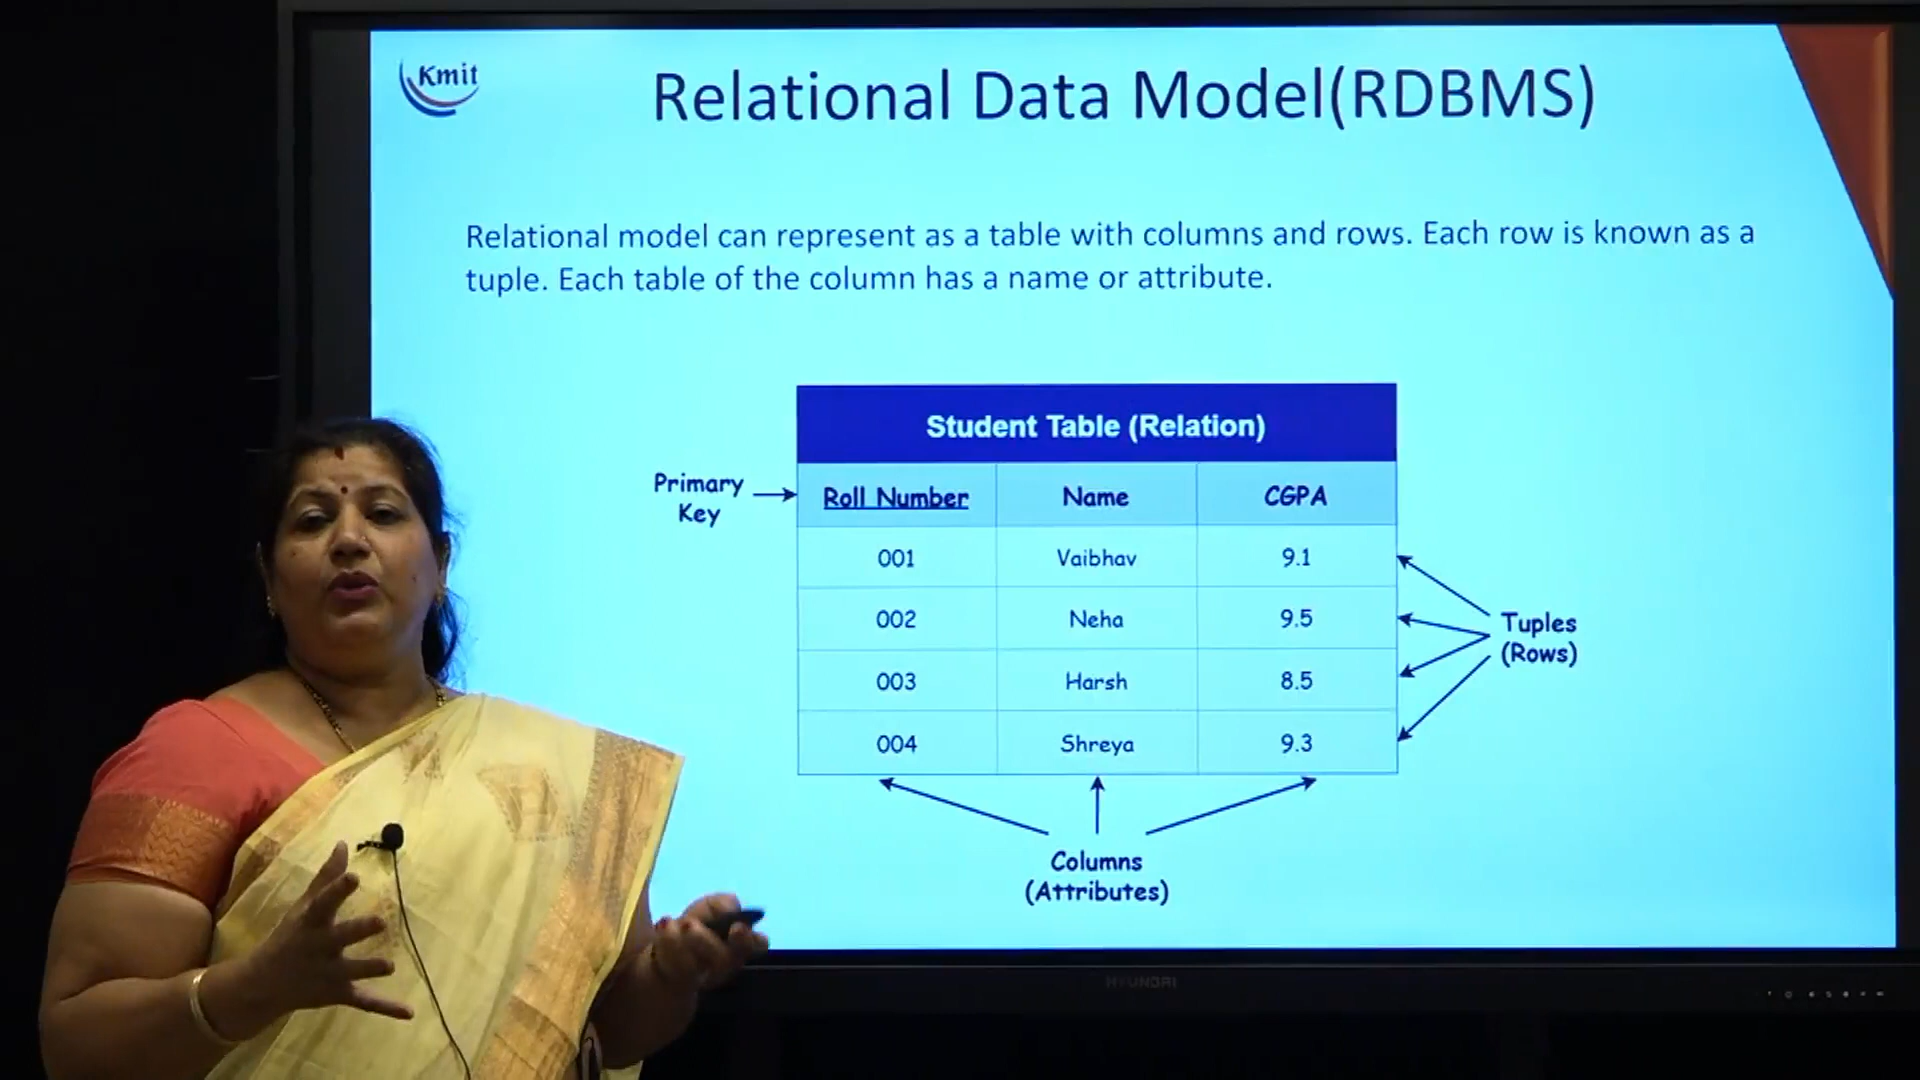 Kmit
Relational Data Model(RDBMS)
Relational model can represent as a table with columns and rows. Each row is known as a
tuple. Each table of the column has a name or attribute.
Student Table (Relation)
Primary
Key
Roll Number Name CGPA
001 Vaibhav 9.1
002 Neha 9.5
003 Harsh 8.5
004 Shreya 9.3
Tuples
(Rows)
Columns
(Attributes)
HYUNDAI